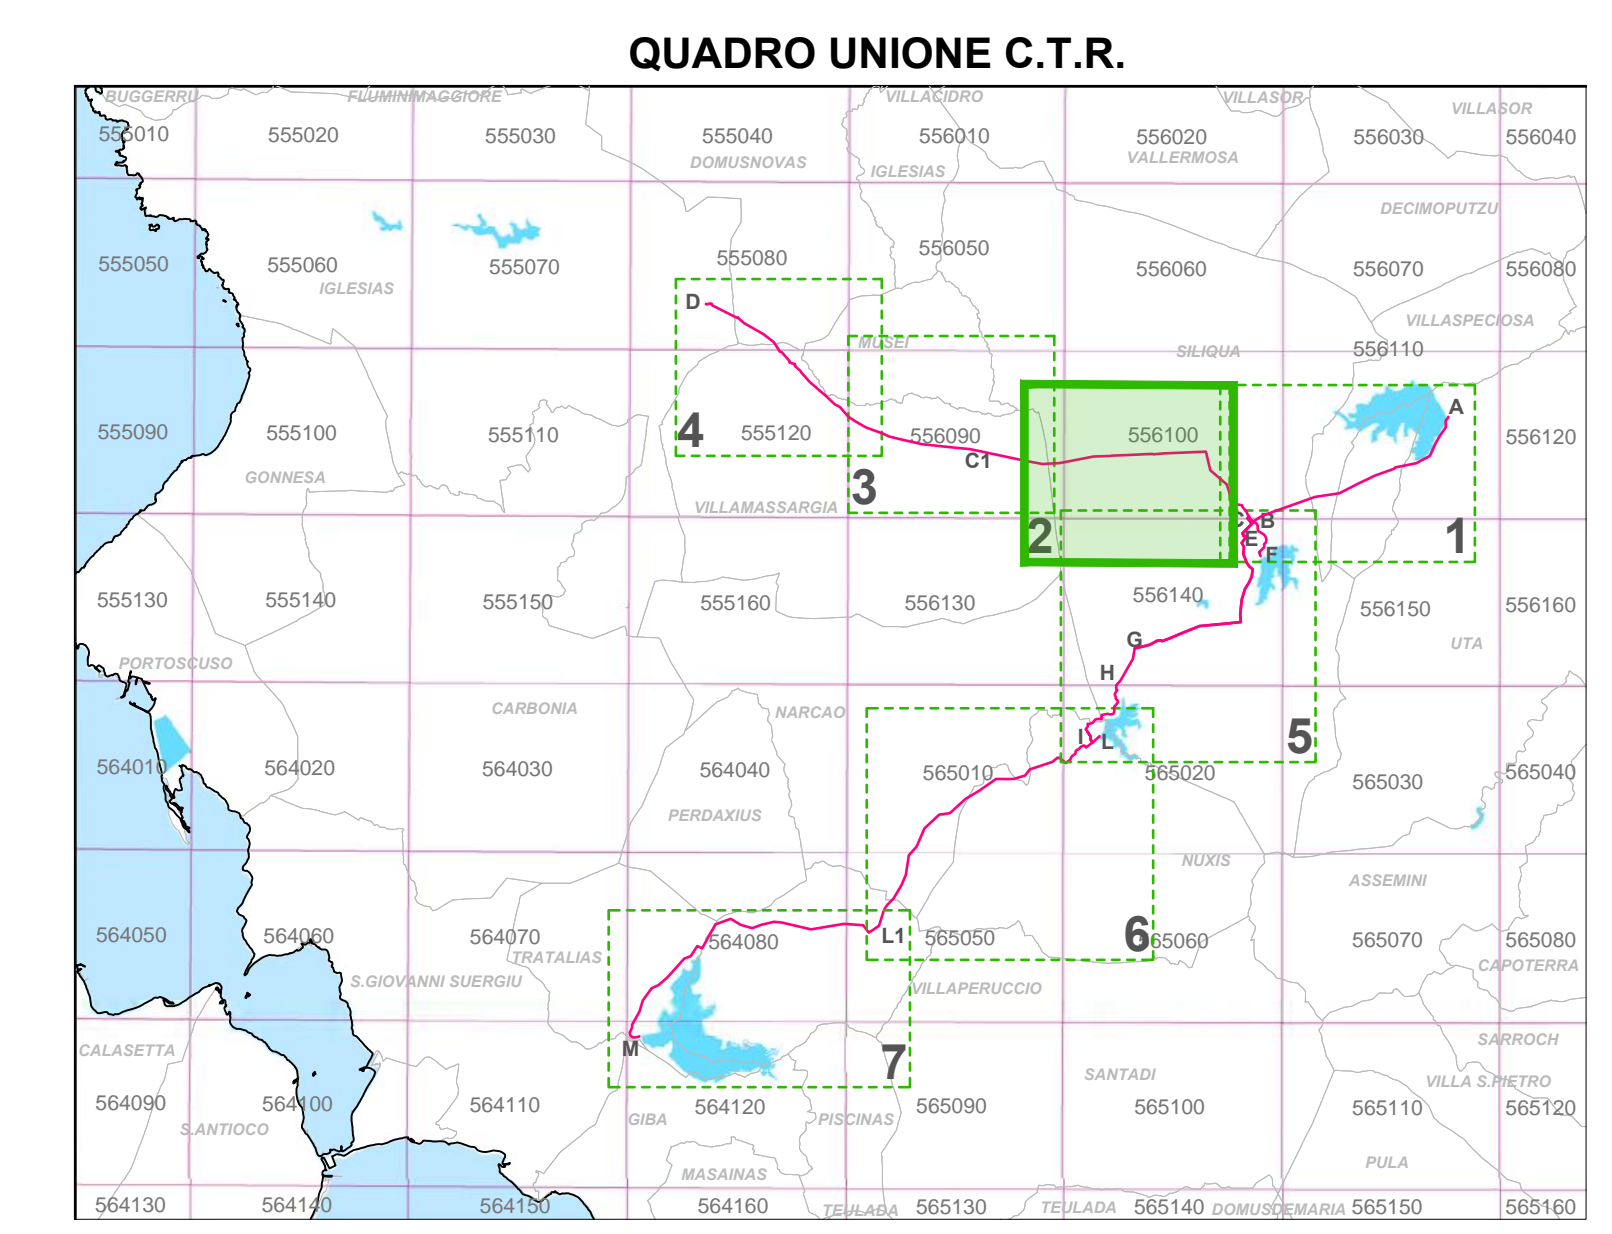 QUADRO UNIONE C.T.R.
BUGGERRU
FLUMINIMAGGIORE
VILLACIDRO
VILLASOR
VILLASOR
555010
555020
555030
555040
556010
556020
556030
556040
DOMUSNOVAS
IGLESIAS
VALLERMOSA
DECIMOPUTZU
555050
555060
555070
555080
556050
556060
556070
556080
IGLESIAS
D
MUSEI
SILIQUA
VILLASPECIOSA
556110
A
555090
555100
555110
4
555120
556090
C1
556100
556120
GONNESA
VILLAMASSARGIA
3
2
C
B
E
F
1
555130
555140
555150
555160
556130
556140
556150
556160
UTA
PORTOSCUSO
G
H
CARBONIA
NARCAO
I
L
5
564010
564020
564030
564040
565010
565020
565030
565040
PERDAXIUS
NUXIS
ASSEMINI
564050
564060
564070
564080
L1
565050
6
565060
565070
565080
TRATALIAS
CAPOTERRA
S.GIOVANNI SUERGIU
VILLAPERUCCIO
CALASETTA
M
7
SARROCH
SANTADI
VILLA S.PIETRO
564090
564100
564110
564120
565090
565100
565110
565120
S.ANTIOCO
GIBA
PISCINAS
MASAINAS
PULA
564130
564140
564150
564160
TEULADA
565130
TEULADA
565140
DOMUSDEMARIA
565150
565160